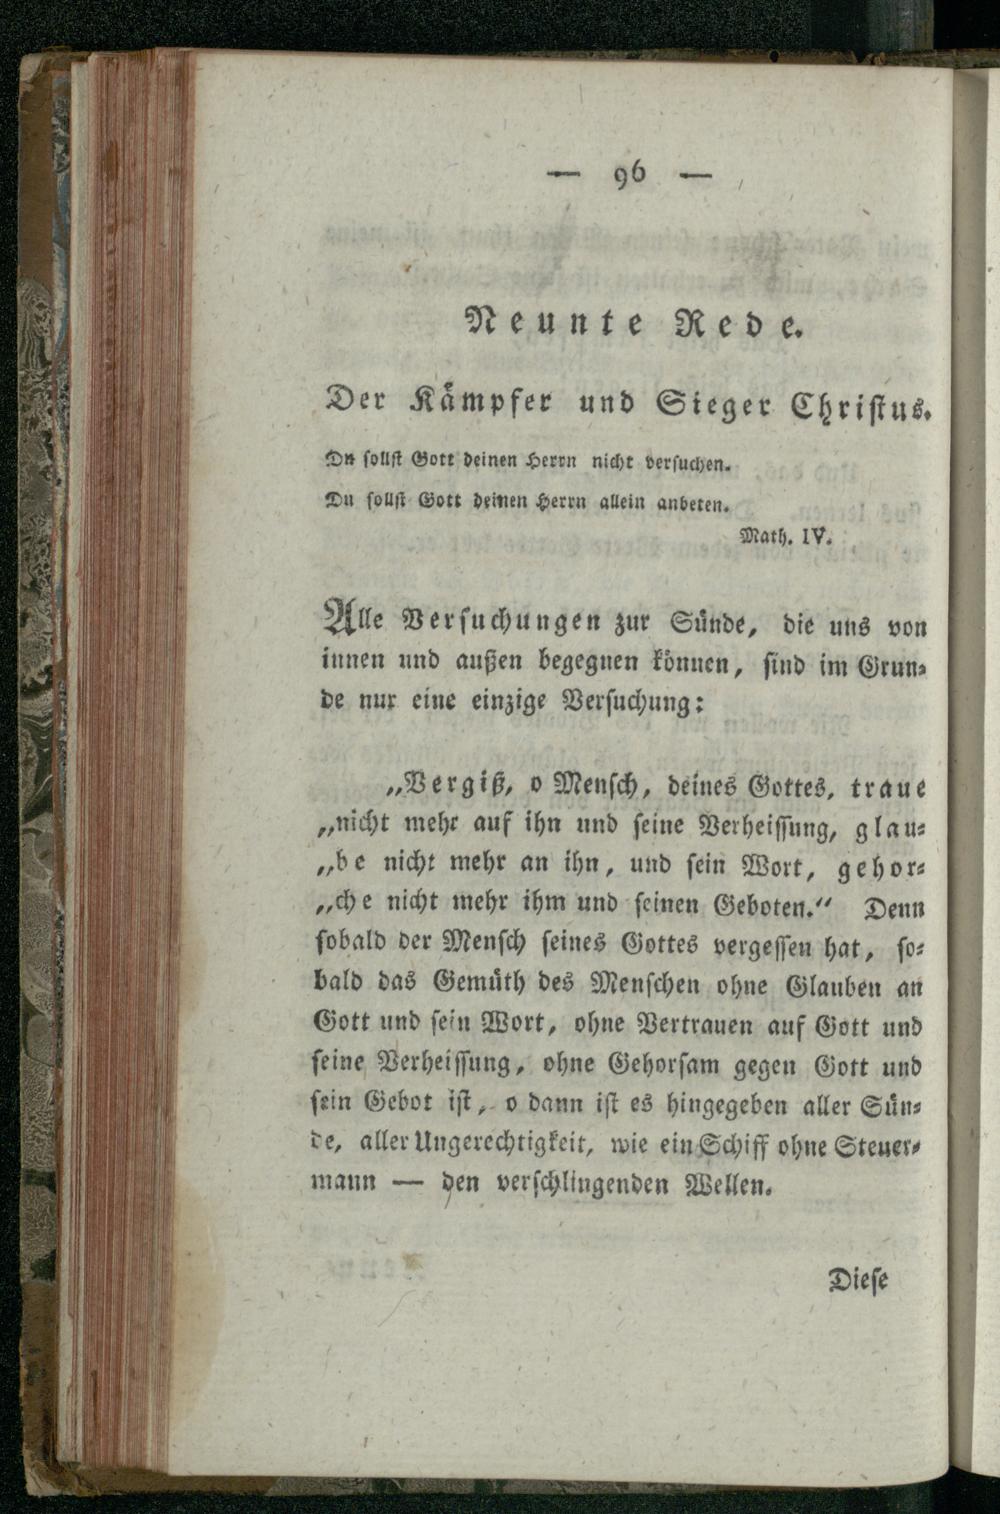 — 96 —
Neunte Rede.
Der Kämpfer und Sieger Christus.
Du sollst Gott deinen Herrn nicht versuchen.
Du sollst Gott deinen Herrn allein anbeten.
Math. IV.
Alle Versuchungen zur Sünde, die uns von
innen und außen begegnen können, sind im Grun-
de nur eine einzige Versuchung:
„Vergiß, o Mensch, deines Gottes, traue
„nicht mehr auf ihn und seine Verheissung, glau-
„be nicht mehr an ihn, und sein Wort, gehor-
„che nicht mehr ihm und seinen Geboten.“ Denn
sobald der Mensch seines Gottes vergessen hat, so-
bald das Gemüth des Menschen ohne Glauben an
Gott und sein Wort, ohne Vertrauen auf Gott und
seine Verheissung, ohne Gehorsam gegen Gott und
sein Gebot ist, o dann ist es hingegeben aller Sün-
de, aller Ungerechtigkeit, wie ein Schiff ohne Steuer-
mann — den verschlingenden Wellen.
Diese